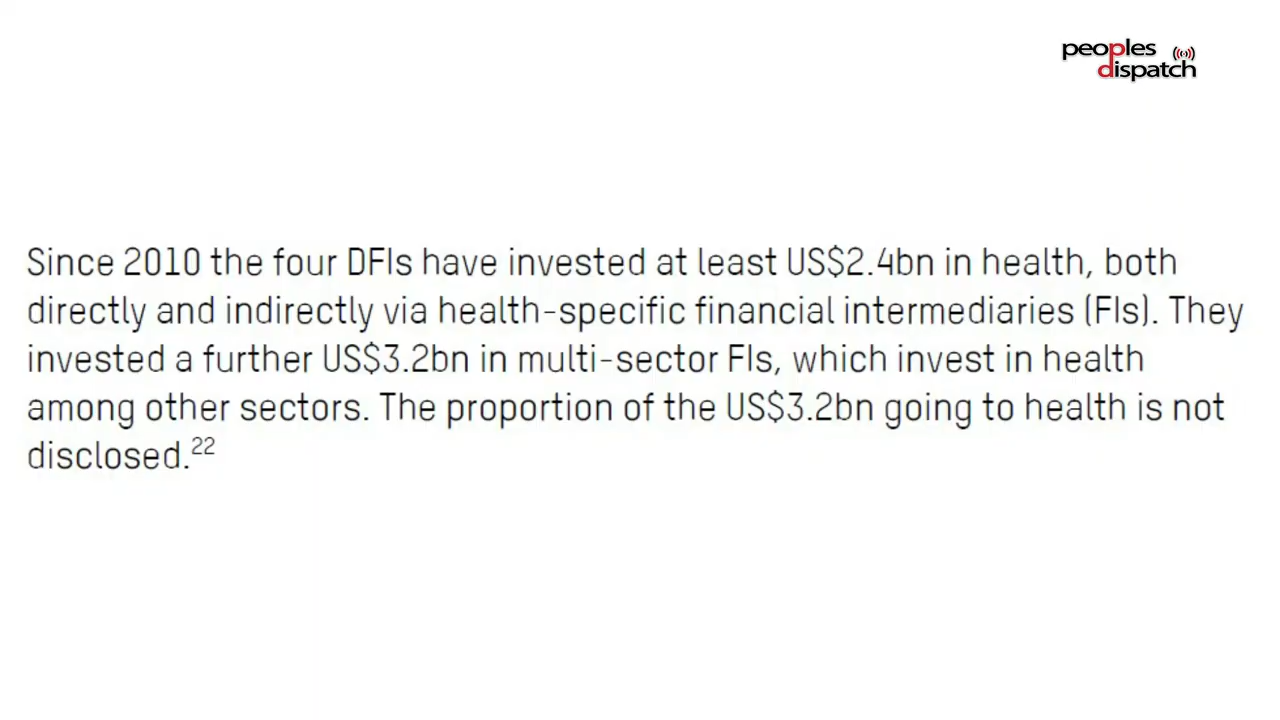 peoples
dispatch
Since 2010 the four DFIs have invested at least US$2.4bn in health, both
directly and indirectly via health-specific financial intermediaries (FIs). They
invested a further US$3.2bn in multi-sector FIs, which invest in health
among other sectors. The proportion of the US$3.2bn going to health is not
disclosed.²²